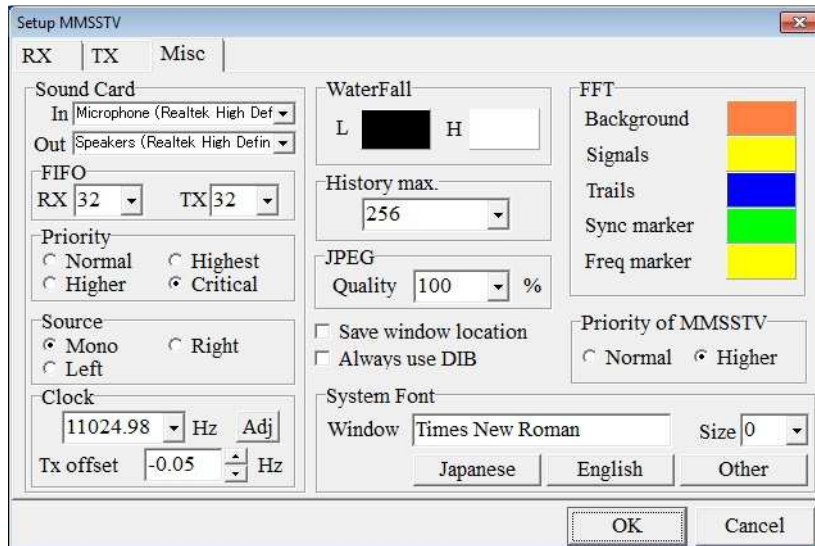 Setup MMSSTV
RX TX Misc
Sound Card
In Microphone (Realtek High Def
Out Speakers (Realtek High Defin
FIFO
RX 32 TX 32
Priority
Normal Highest
Higher Critical
Source
Mono Right
Left
Clock
11024.98 Hz Adj
Tx offset -0.05 Hz
WaterFall
L H
History max.
256
JPEG
Quality 100 %
Save window location
Always use DIB
FFT
Background
Signals
Trails
Sync marker
Freq marker
Priority of MMSSTV
Normal Higher
System Font
Window Times New Roman Size 0
Japanese English Other
OK Cancel